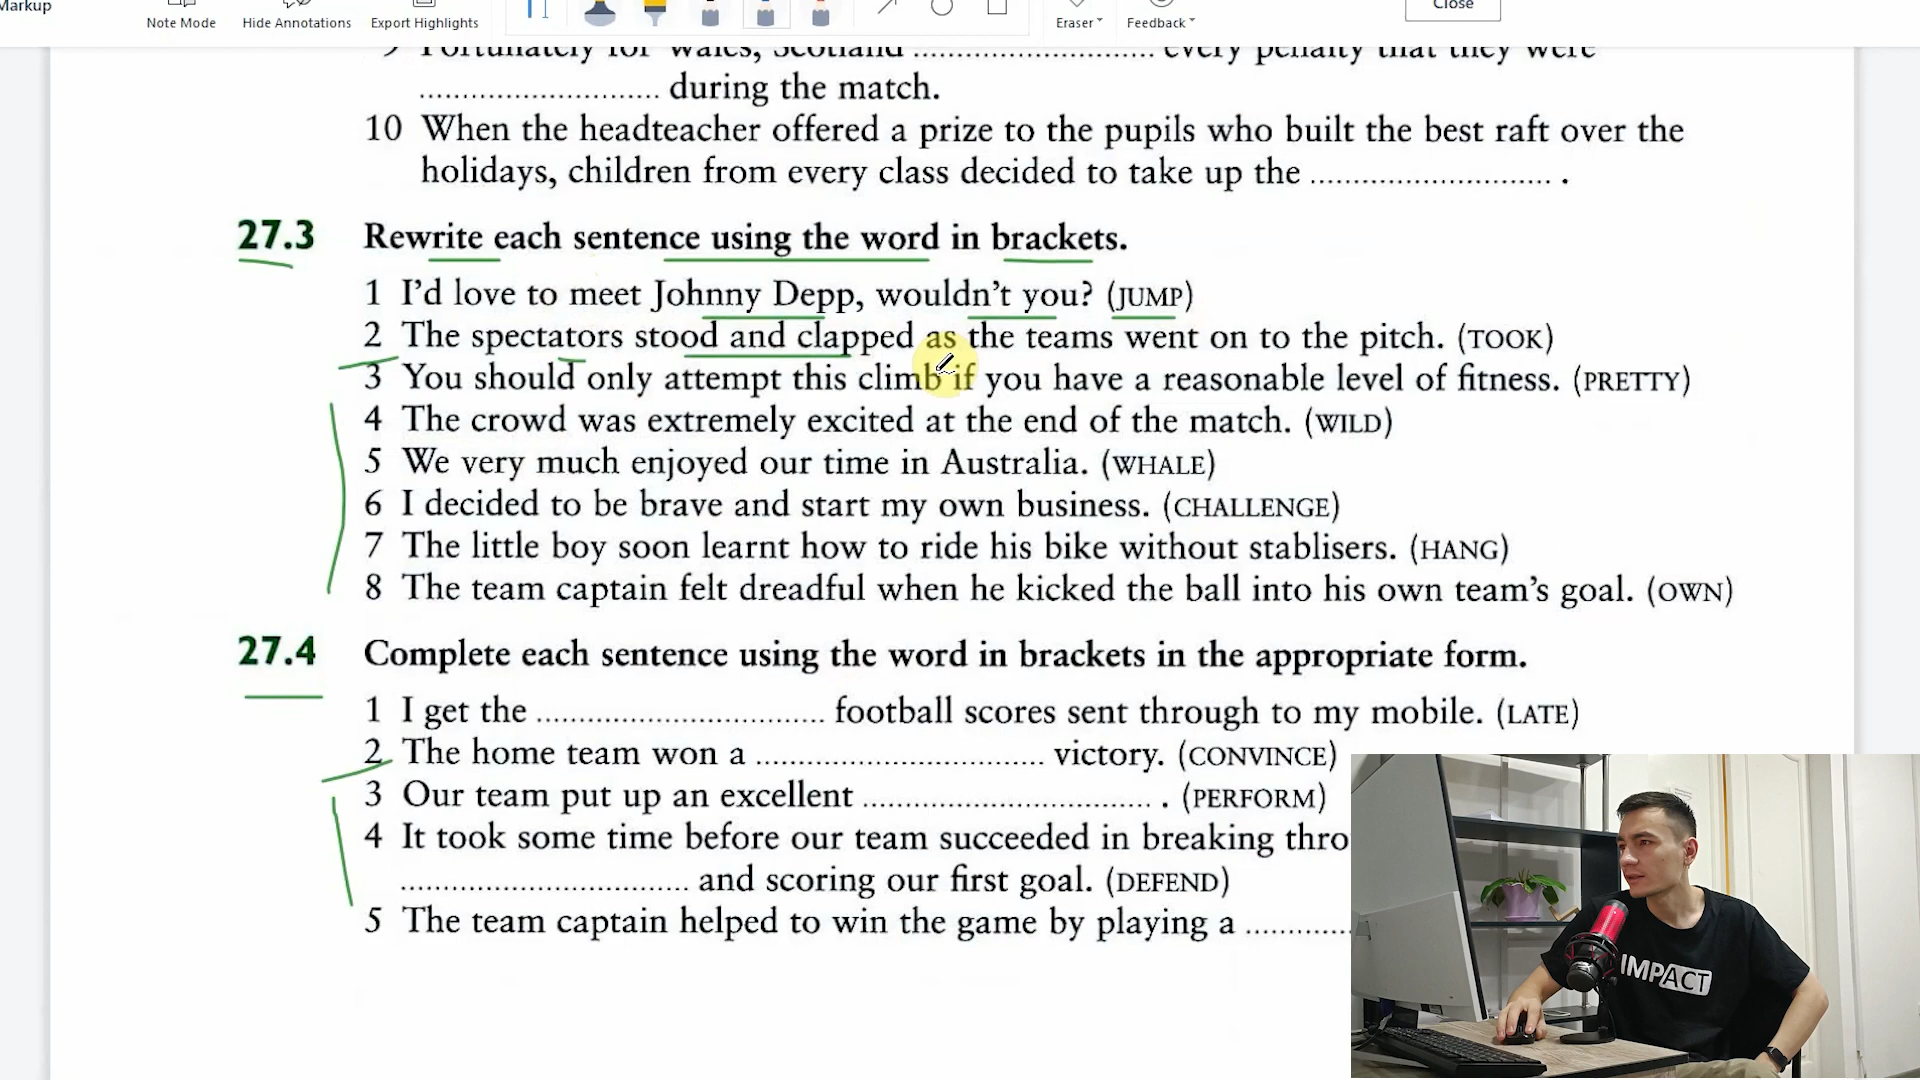 Markup
Note Mode
Hide Annotations
Export Highlights
Eraser
Feedback
Close
9 Fortunately for Wales, Scotland .............................. every penalty that they were
.............................. during the match.
10 When the headteacher offered a prize to the pupils who built the best raft over the
holidays, children from every class decided to take up the .............................. .
27.3 Rewrite each sentence using the word in brackets.
1 I'd love to meet Johnny Depp, wouldn't you? (JUMP)
2 The spectators stood and clapped as the teams went on to the pitch. (TOOK)
3 You should only attempt this climb if you have a reasonable level of fitness. (PRETTY)
4 The crowd was extremely excited at the end of the match. (WILD)
5 We very much enjoyed our time in Australia. (WHALE)
6 I decided to be brave and start my own business. (CHALLENGE)
7 The little boy soon learnt how to ride his bike without stablisers. (HANG)
8 The team captain felt dreadful when he kicked the ball into his own team's goal. (OWN)
27.4 Complete each sentence using the word in brackets in the appropriate form.
1 I get the .................................. football scores sent through to my mobile. (LATE)
2 The home team won a .................................. victory. (CONVINCE)
3 Our team put up an excellent .................................. . (PERFORM)
4 It took some time before our team succeeded in breaking thro
.................................. and scoring our first goal. (DEFEND)
5 The team captain helped to win the game by playing a .............
IMPACT